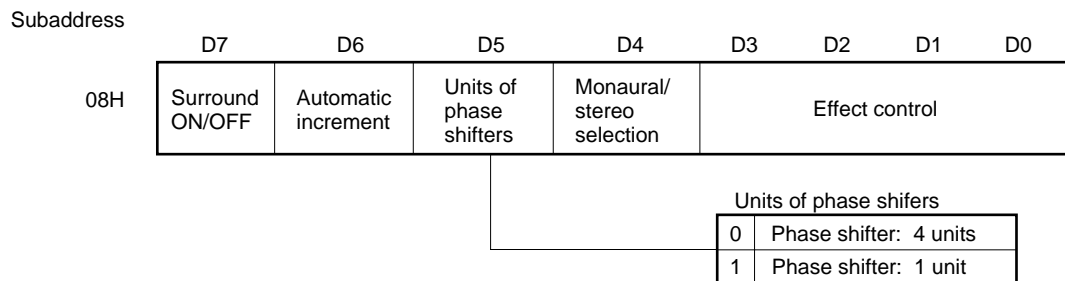 Subaddress
D7 D6 D5 D4 D3 D2 D1 D0
08H
Surround
ON/OFF
Automatic
increment
Units of
phase
shifters
Monaural/
stereo
selection
Effect control
Units of phase shifers
0 Phase shifter: 4 units
1 Phase shifter: 1 unit